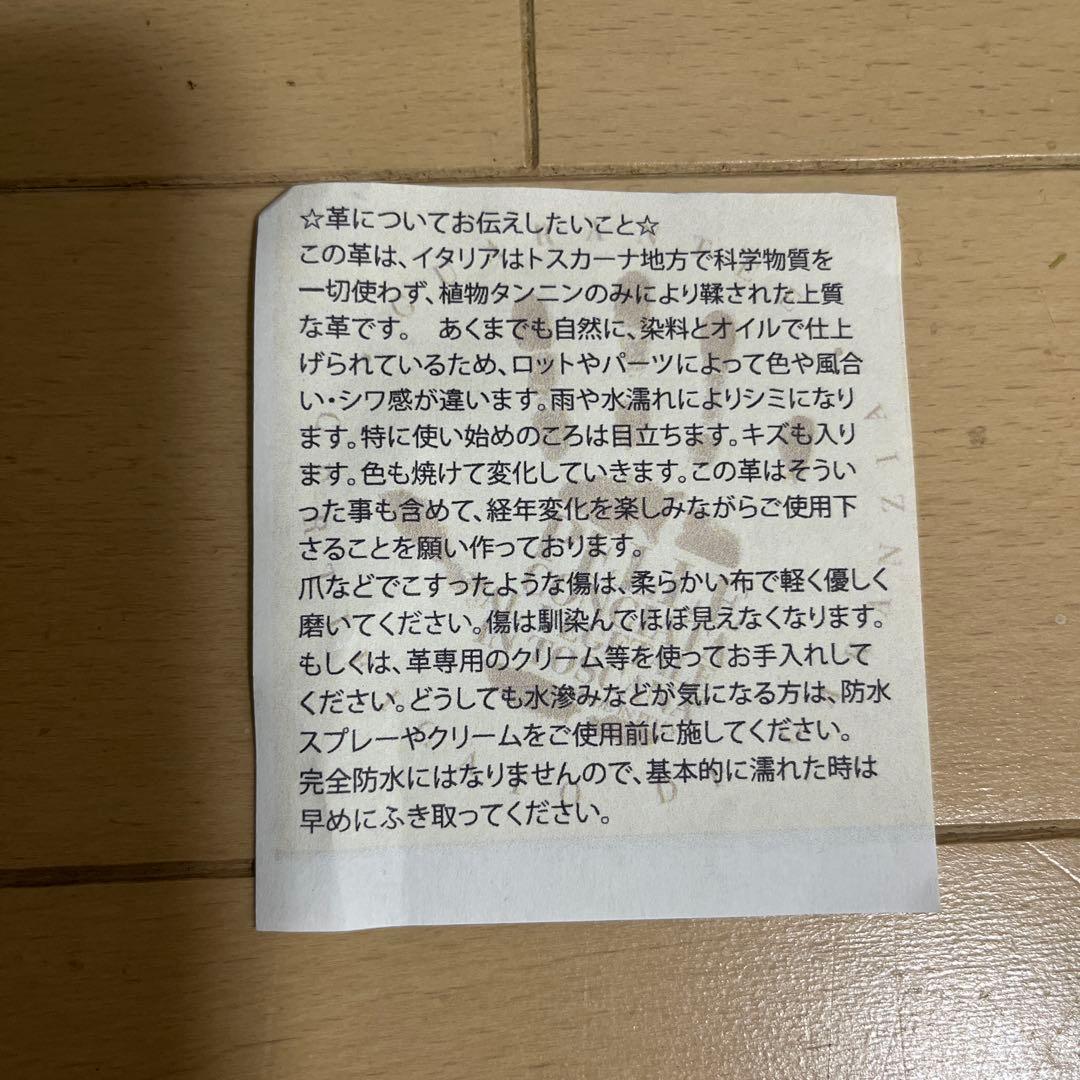 ☆革についてお伝えしたいこと☆
この革は、イタリアはトスカーナ地方で科学物質を
一切使わず、植物タンニンのみにより鞣された上質
な革です。　あくまでも自然に、染料とオイルで仕上
げられているため、ロットやパーツによって色や風合
い・シワ感が違います。雨や水濡れによりシミになり
ます。特に使い始めのころは目立ちます。キズも入り
ます。色も焼けて変化していきます。この革はそうい
った事も含めて、経年変化を楽しみながらご使用下
さることを願い作っております。
爪などでこすったような傷は、柔らかい布で軽く優しく
磨いてください。傷は馴染んでほぼ見えなくなります。
もしくは、革専用のクリーム等を使ってお手入れして
ください。どうしても水滲みなどが気になる方は、防水
スプレーやクリームをご使用前に施してください。
完全防水にはなりませんので、基本的に濡れた時は
早めにふき取ってください。